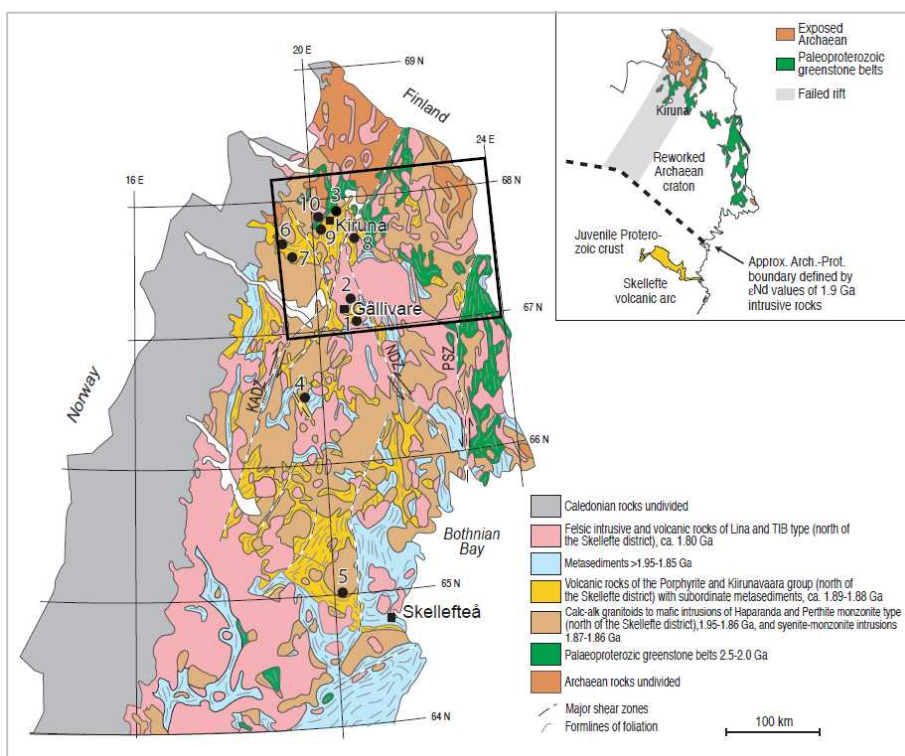 20 E
69 N
Finland
24 E
16 E
68 N
3
10
Kiruna
6
9
8
7
2
Gällivare
67 N
1
NDZ
PSZ
KADZ
Norway
4
66 N
Bothnian
Bay
5
65 N
Skellefteå
64 N
Exposed
Archaean
Paleoproterozoic
greenstone belts
Failed rift
Kiruna
Reworked
Archaean
craton
Juvenile Protero-
zoic crust
Skellefte
volcanic arc
Approx. Arch.-Prot.
boundary defined by
εNd values of 1.9 Ga
intrusive rocks
Caledonian rocks undivided
Felsic intrusive and volcanic rocks of Lina and TIB type (north of
the Skellefte district), ca. 1.80 Ga
Metasediments >1.95-1.85 Ga
Volcanic rocks of the Porphyrite and Kiirunavaara group (north of
the Skellefte district) with subordinate metasediments, ca. 1.89-1.88 Ga
Calc-alk granitoids to mafic intrusions of Haparanda and Perthite monzonite type
(north of the Skellefte district),1.95-1.86 Ga, and syenite-monzonite intrusions
1.87-1.86 Ga
Palaeoproterozic greenstone belts 2.5-2.0 Ga
Archaean rocks undivided
Major shear zones
Formlines of foliation
100 km